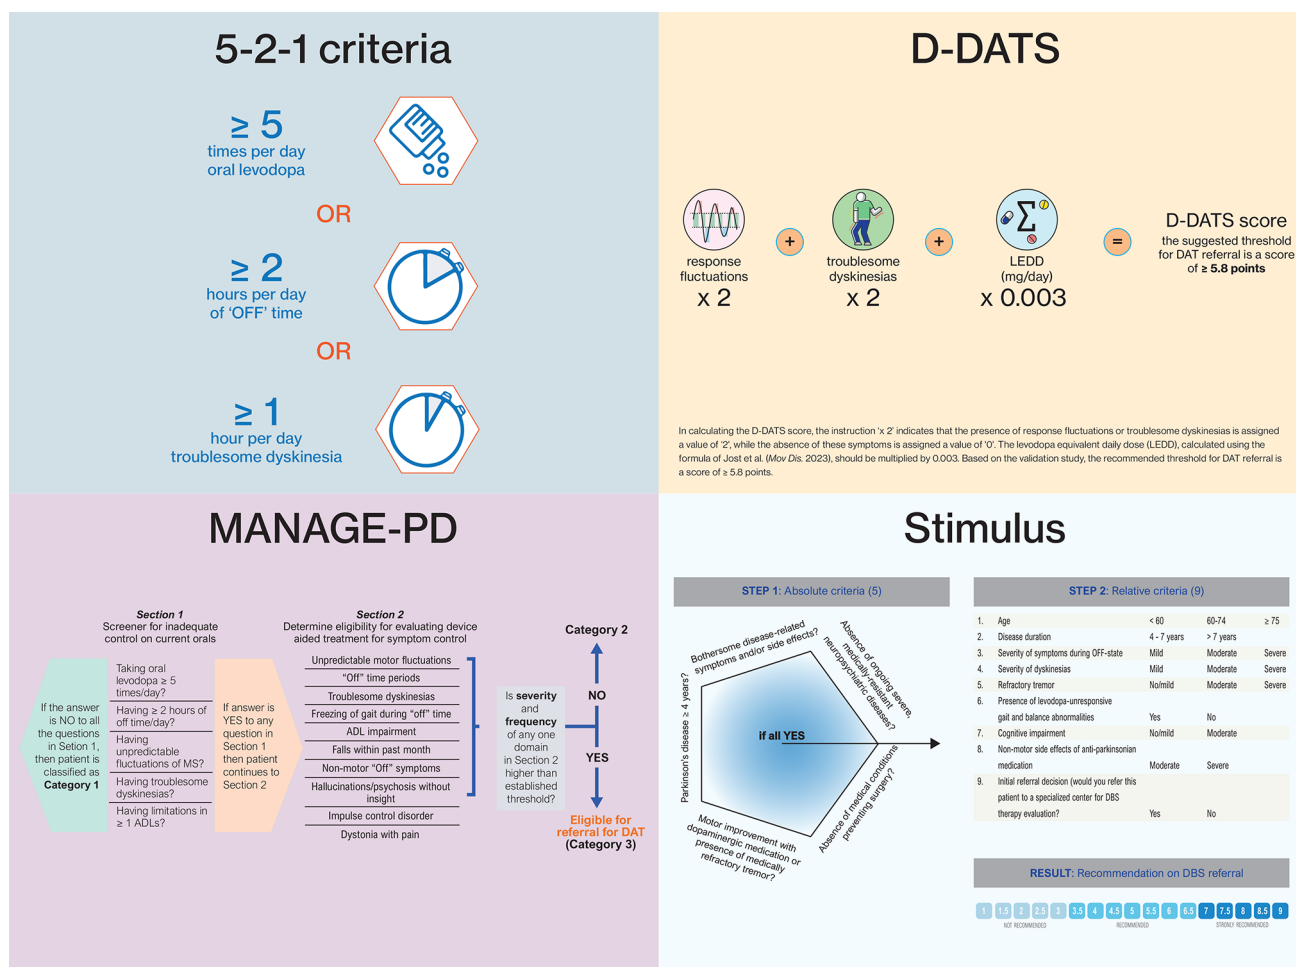 5-2-1 criteria
≥ 5
times per day
oral levodopa
OR
≥ 2
hours per day
of ‘OFF’ time
OR
≥ 1
hour per day
troublesome dyskinesia
D-DATS
response
fluctuations
x 2
+
troublesome
dyskinesias
x 2
+
Σ
LEDD
(mg/day)
x 0.003
=
D-DATS score
the suggested threshold
for DAT referral is a score
of ≥ 5.8 points
In calculating the D-DATS score, the instruction ‘x 2’ indicates that the presence of response fluctuations or troublesome dyskinesias is assigned
a value of ‘2’, while the absence of these symptoms is assigned a value of ‘0’. The levodopa equivalent daily dose (LEDD), calculated using the
formula of Jost et al. (Mov Dis. 2023), should be multiplied by 0.003. Based on the validation study, the recommended threshold for DAT referral is
a score of ≥ 5.8 points.
MANAGE-PD
Section 1
Screener for inadequate
control on current orals
If the answer
is NO to all
the questions
in Setion 1,
then patient is
classified as
Category 1
Taking oral
levodopa ≥ 5
times/day?
Having ≥ 2 hours of
off time/day?
Having
unpredictable
fluctuations of MS?
Having troublesome
dyskinesias?
Having limitations in
≥ 1 ADLs?
If answer is
YES to any
question in
Section 1
then patient
continues to
Section 2
Section 2
Determine eligibility for evaluating device
aided treatment for symptom control
Unpredictable motor fluctuations
“Off” time periods
Troublesome dyskinesias
Freezing of gait during “off” time
ADL impairment
Falls within past month
Non-motor “Off” symptoms
Hallucinations/psychosis without
insight
Impulse control disorder
Dystonia with pain
Is severity
and
frequency
of any one
domain
in Section 2
higher than
established
threshold?
Category 2
NO
YES
Eligible for
referral for DAT
(Category 3)
Stimulus
STEP 1: Absolute criteria (5)
Bothersome disease-related
symptoms and/or side effects?
Absence of ongoing severe,
medically-resistant
neuropsychiatric diseases?
Parkinson's disease ≥ 4 years?
if all YES
Absence of medical conditions
preventing surgery?
Motor improvement with
dopaminergic medication or
presence of medically
refractory tremor?
STEP 2: Relative criteria (9)
1. Age < 60 60-74 ≥ 75
2. Disease duration 4 - 7 years > 7 years
3. Severity of symptoms during OFF-state Mild Moderate Severe
4. Severity of dyskinesias Mild Moderate Severe
5. Refractory tremor No/mild Moderate Severe
6. Presence of levodopa-unresponsive
gait and balance abnormalities Yes No
7. Cognitive impairment No/mild Moderate
8. Non-motor side effects of anti-parkinsonian
medication Moderate Severe
9. Initial referral decision (would you refer this
patient to a specialized center for DBS
therapy evaluation? Yes No
RESULT: Recommendation on DBS referral
1 1.5 2 2.5 3 3.5 4 4.5 5 5.5 6 6.5 7 7.5 8 8.5 9
NOT RECOMMENDED RECOMMENDED STRONLY RECOMMENDED